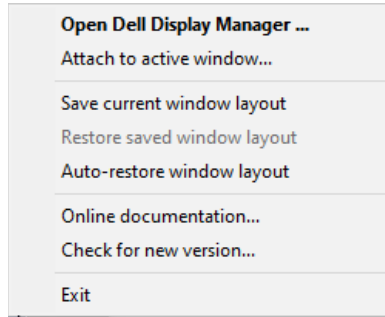 Open Dell Display Manager ...
Attach to active window...
Save current window layout
Restore saved window layout
Auto-restore window layout
Online documentation...
Check for new version...
Exit